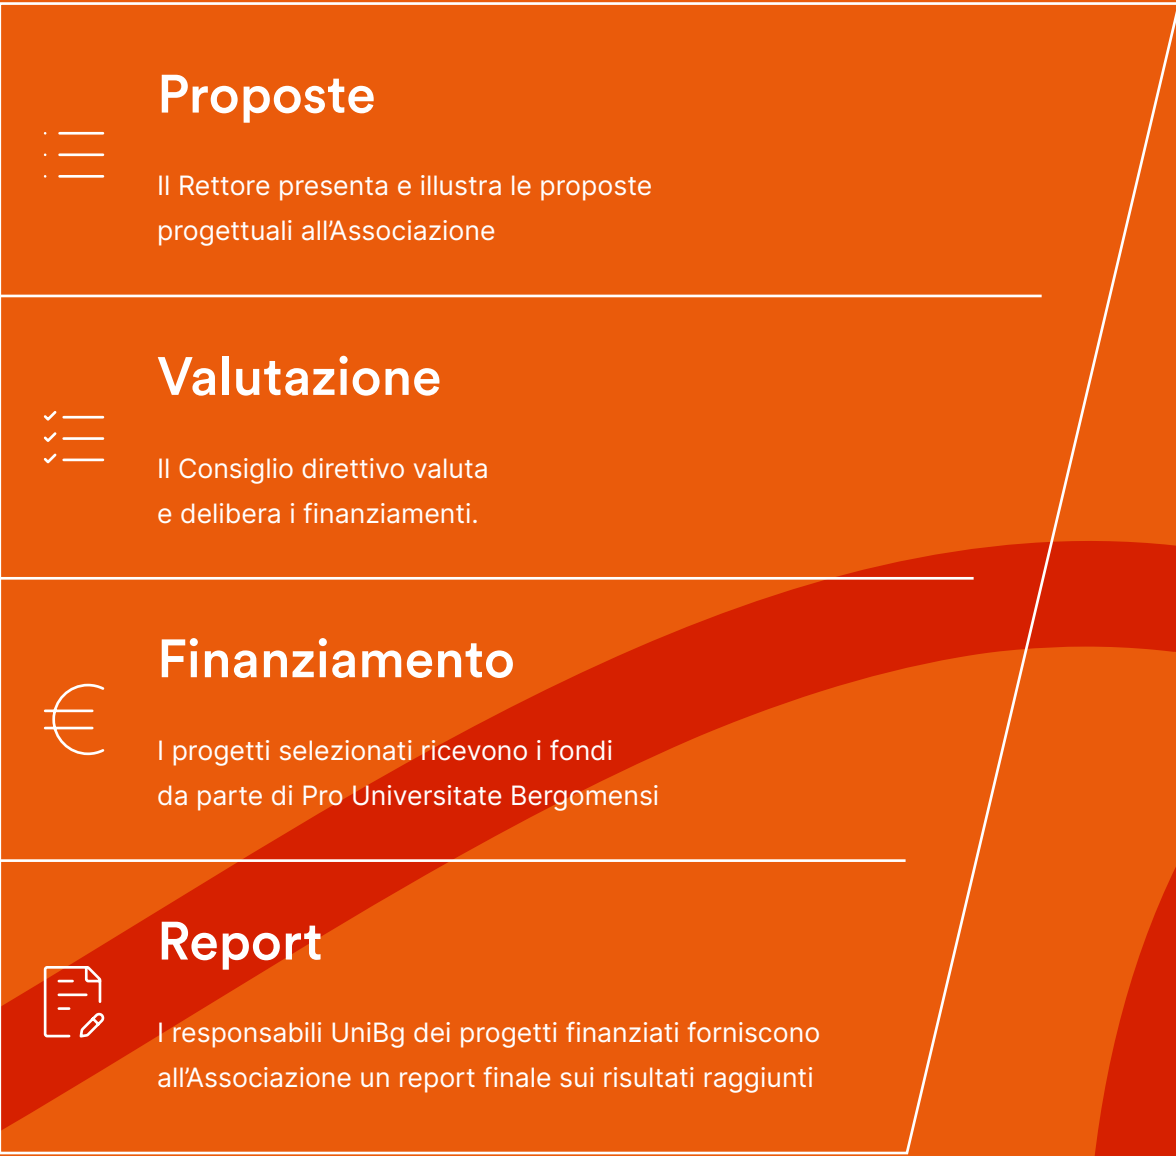 Proposte
Il Rettore presenta e illustra le proposte
progettuali all'Associazione
Valutazione
Il Consiglio direttivo valuta
e delibera i finanziamenti.
Finanziamento
I progetti selezionati ricevono i fondi
da parte di Pro Universitate Bergomensi
Report
I responsabili UniBg dei progetti finanziati forniscono
all'Associazione un report finale sui risultati raggiunti